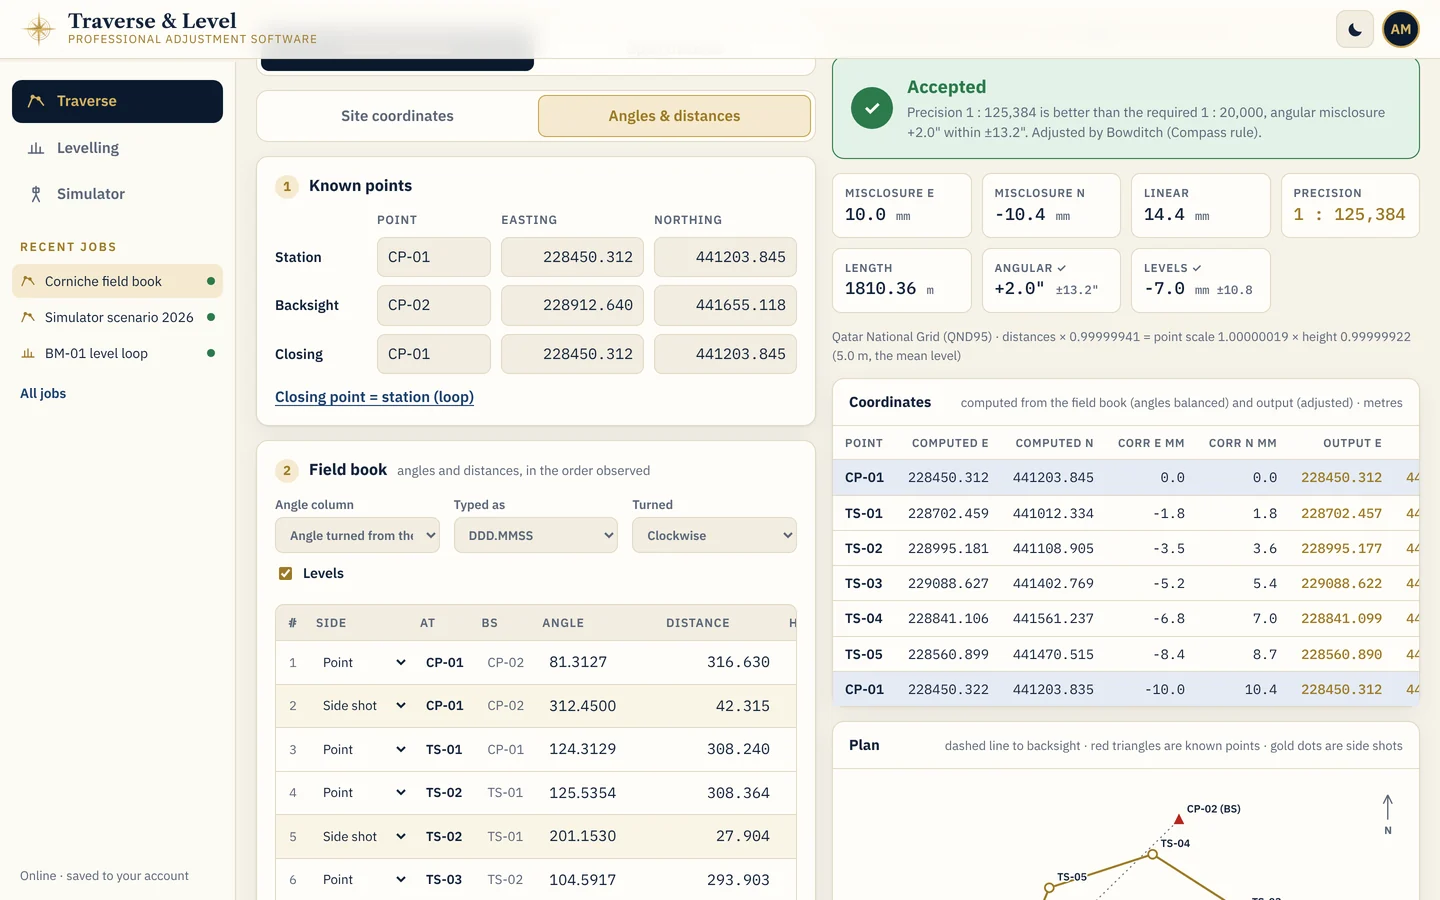 Traverse & Level
PROFESSIONAL ADJUSTMENT SOFTWARE
AM
Traverse
Levelling
Simulator
RECENT JOBS
Corniche field book
Simulator scenario 2026
BM-01 level loop
All jobs
Online · saved to your account
Site coordinates
Angles & distances
1 Known points
POINT EASTING NORTHING
Station CP-01 228450.312 441203.845
Backsight CP-02 228912.640 441655.118
Closing CP-01 228450.312 441203.845
Closing point = station (loop)
2 Field book angles and distances, in the order observed
Angle column Typed as Turned
Angle turned from the DDD.MMSS Clockwise
Levels
# SIDE AT BS ANGLE DISTANCE H
1 Point CP-01 CP-02 81.3127 316.630
2 Side shot CP-01 CP-02 312.4500 42.315
3 Point TS-01 CP-01 124.3129 308.240
4 Point TS-02 TS-01 125.5354 308.364
5 Side shot TS-02 TS-01 201.1530 27.904
6 Point TS-03 TS-02 104.5917 293.903
Accepted
Precision 1 : 125,384 is better than the required 1 : 20,000, angular misclosure
+2.0" within ±13.2". Adjusted by Bowditch (Compass rule).
MISCLOSURE E
10.0 mm
MISCLOSURE N
-10.4 mm
LINEAR
14.4 mm
PRECISION
1 : 125,384
LENGTH
1810.36 m
ANGULAR ✓
+2.0" ±13.2"
LEVELS ✓
-7.0 mm ±10.8
Qatar National Grid (QND95) · distances × 0.99999941 = point scale 1.00000019 × height 0.99999922
(5.0 m, the mean level)
Coordinates computed from the field book (angles balanced) and output (adjusted) · metres
POINT COMPUTED E COMPUTED N CORR E MM CORR N MM OUTPUT E
CP-01 228450.312 441203.845 0.0 0.0 228450.312 44
TS-01 228702.459 441012.334 -1.8 1.8 228702.457 44
TS-02 228995.181 441108.905 -3.5 3.6 228995.177 44
TS-03 229088.627 441402.769 -5.2 5.4 229088.622 44
TS-04 228841.106 441561.237 -6.8 7.0 228841.099 44
TS-05 228560.899 441470.515 -8.4 8.7 228560.890 44
CP-01 228450.322 441203.835 -10.0 10.4 228450.312 44
Plan dashed line to backsight · red triangles are known points · gold dots are side shots
CP-02 (BS)
N
TS-04
TS-05